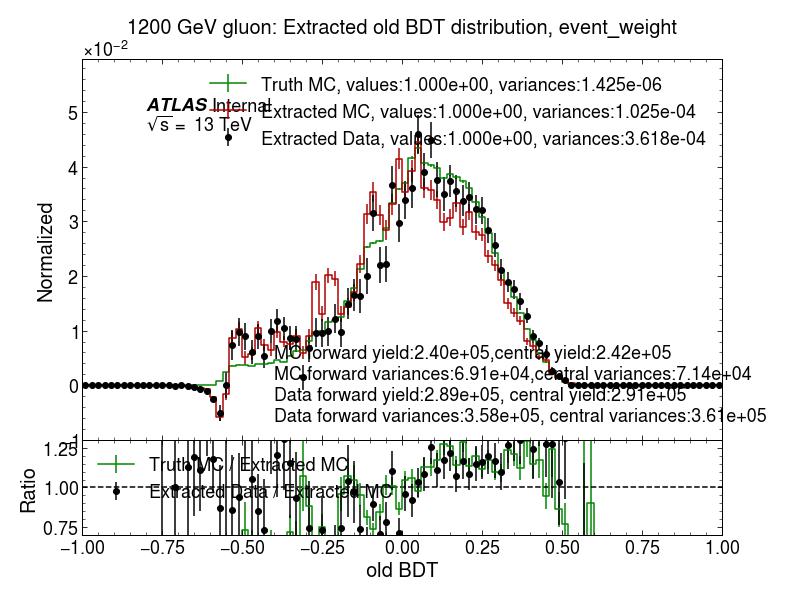 1200 GeV gluon: Extracted old BDT distribution, event_weight
×10−2
Truth MC, values:1.000e+00, variances:1.425e-06
ATLAS Internal
Extracted MC, values:1.000e+00, variances:1.025e-04
√s = 13 TeV
Extracted Data, values:1.000e+00, variances:3.618e-04
5
4
3
2
1
0
−1
Normalized
MC forward yield:2.40e+05,central yield:2.42e+05
MC forward variances:6.91e+04,central variances:7.14e+04
Data forward yield:2.89e+05, central yield:2.91e+05
Data forward variances:3.58e+05, central variances:3.61e+05
1.25
1.00
0.75
Ratio
Truth MC / Extracted MC
Extracted Data / Extracted MC
−1.00 −0.75 −0.50 −0.25 0.00 0.25 0.50 0.75 1.00
old BDT